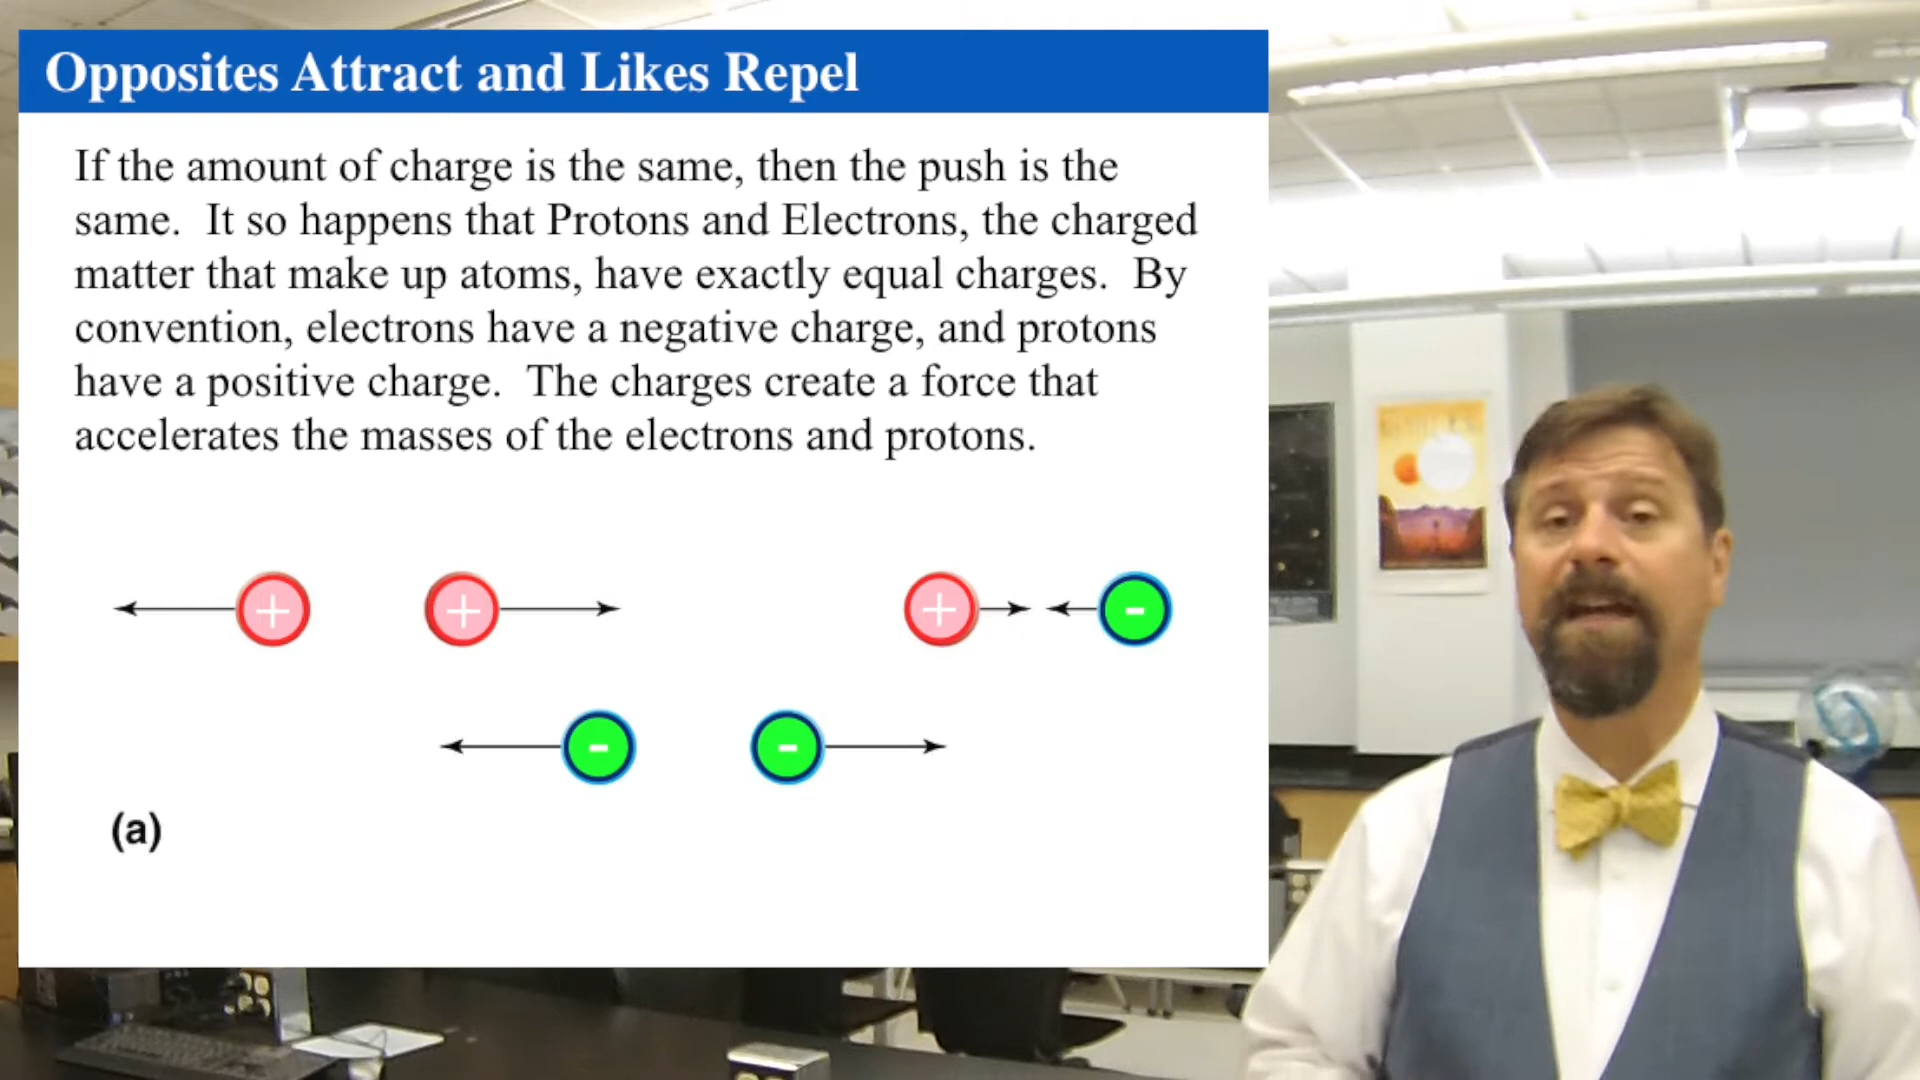 Opposites Attract and Likes Repel
If the amount of charge is the same, then the push is the
same. It so happens that Protons and Electrons, the charged
matter that make up atoms, have exactly equal charges. By
convention, electrons have a negative charge, and protons
have a positive charge. The charges create a force that
accelerates the masses of the electrons and protons.
+ + + -
- -
(a)